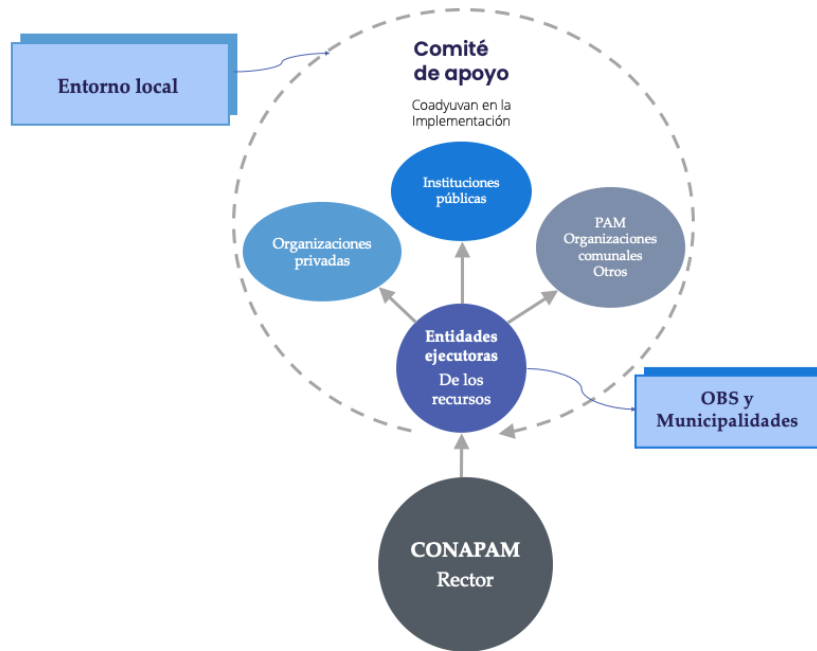 Comité
de apoyo
Entorno local
Coadyuvan en la
Implementación
Instituciones
públicas
Organizaciones
privadas
PAM
Organizaciones
comunales
Otros
Entidades
ejecutoras
De los
recursos
OBS y
Municipalidades
CONAPAM
Rector